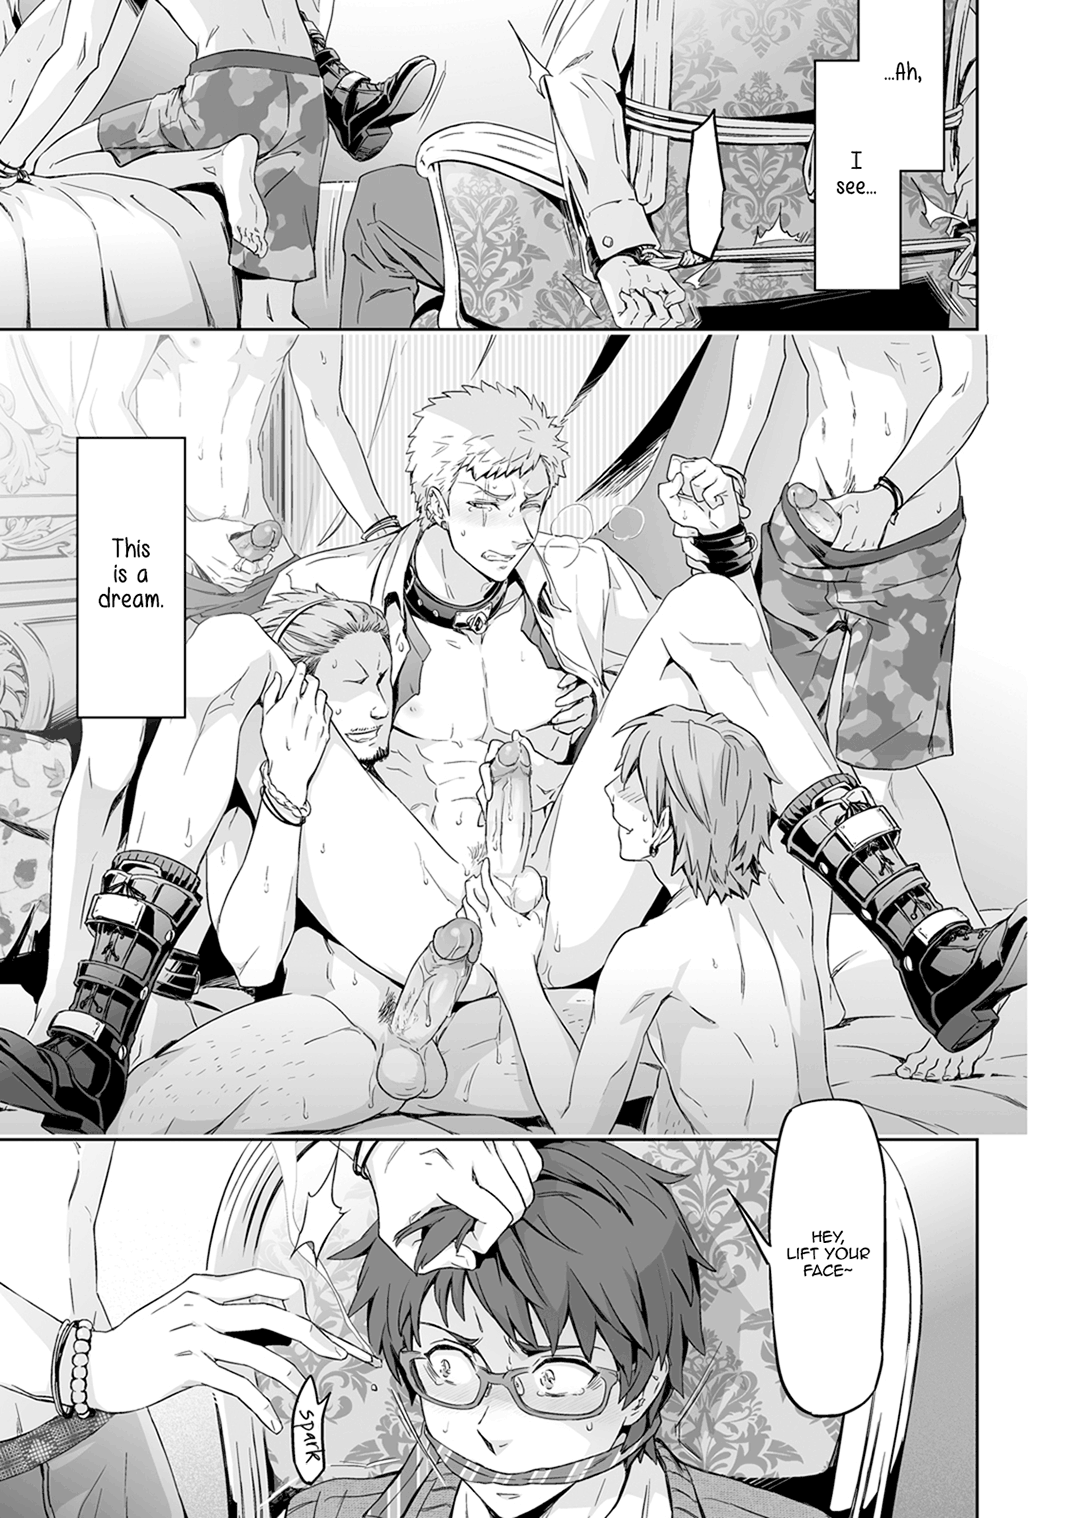 ...Ah,
I
see...
This
is a
dream.
HEY,
LIFT YOUR
FACE~
spark